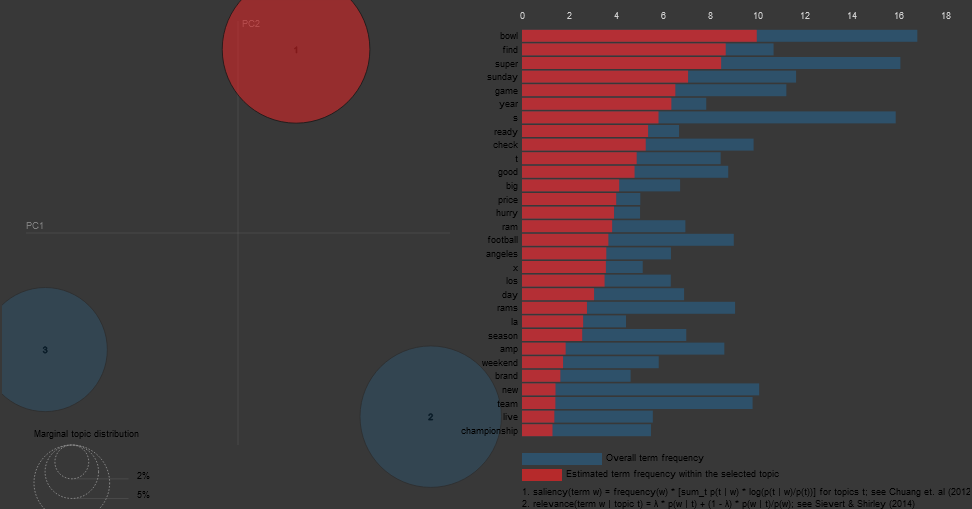 PC2
1
PC1
3
2
Marginal topic distribution
2%
5%
0 2 4 6 8 10 12 14 16 18
bowl
find
super
sunday
game
year
s
ready
check
t
good
big
price
hurry
ram
football
angeles
x
los
day
rams
la
season
amp
weekend
brand
new
team
live
championship
Overall term frequency
Estimated term frequency within the selected topic
1. saliency(term w) = frequency(w) * [sum_t p(t | w) * log(p(t | w)/p(t))] for topics t; see Chuang et. al (2012
2. relevance(term w | topic t) = λ * p(w | t) + (1 - λ) * p(w | t)/p(w); see Sievert & Shirley (2014)